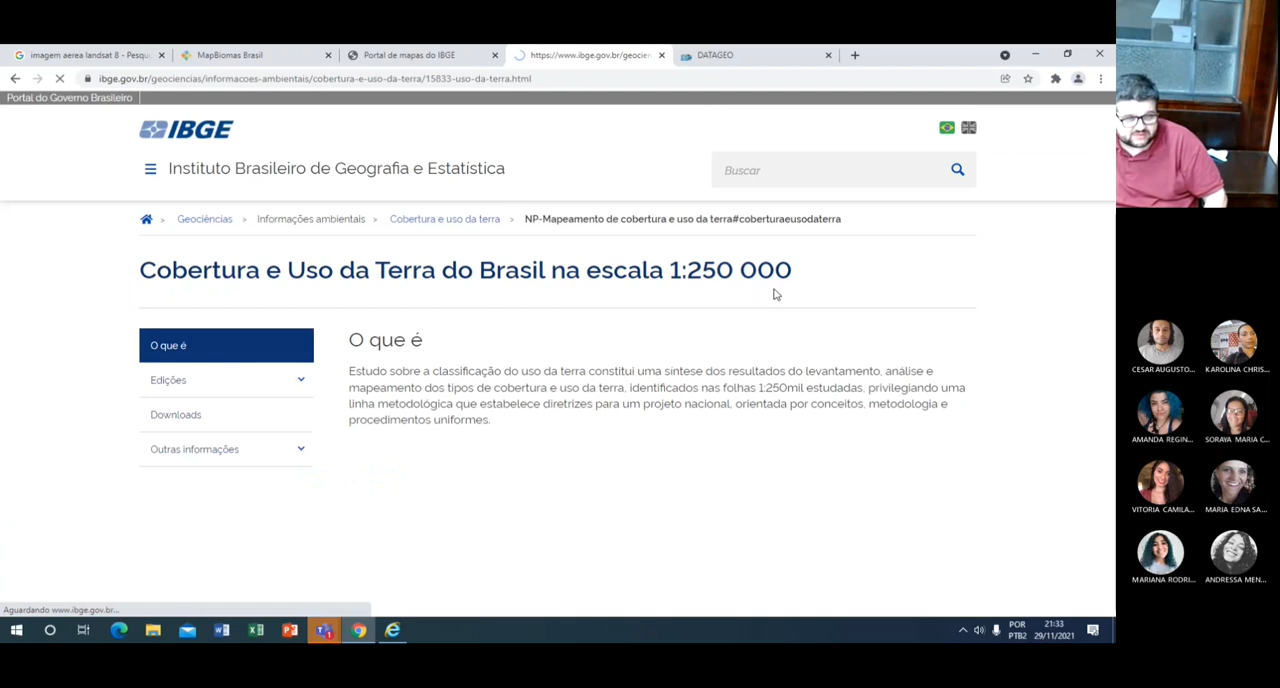 imagem aerea landsat 8 - Pesqu
MapBiomas Brasil
Portal de mapas do IBGE
https://www.ibge.gov.br/geocien
DATAGEO
ibge.gov.br/geociencias/informacoes-ambientais/cobertura-e-uso-da-terra/15833-uso-da-terra.html
Portal do Governo Brasileiro
IBGE
Instituto Brasileiro de Geografia e Estatística
Buscar
Geociências > Informações ambientais > Cobertura e uso da terra > NP-Mapeamento de cobertura e uso da terra#coberturaeusodaterra
Cobertura e Uso da Terra do Brasil na escala 1:250 000
O que é
Edições
Downloads
Outras informações
O que é
Estudo sobre a classificação do uso da terra constitui uma síntese dos resultados do levantamento, análise e
mapeamento dos tipos de cobertura e uso da terra, identificados nas folhas 1:250mil estudadas, privilegiando uma
linha metodológica que estabelece diretrizes para um projeto nacional, orientada por conceitos, metodologia e
procedimentos uniformes.
Aguardando www.ibge.gov.br...
POR
PTB2
21:33
29/11/2021
CESAR AUGUSTO...
KAROLINA CHRIS...
AMANDA REGIN...
SORAYA MARIA C...
VITORIA CAMILA...
MARIA EDNA SA...
MARIANA RODRI...
ANDRESSA MEN...